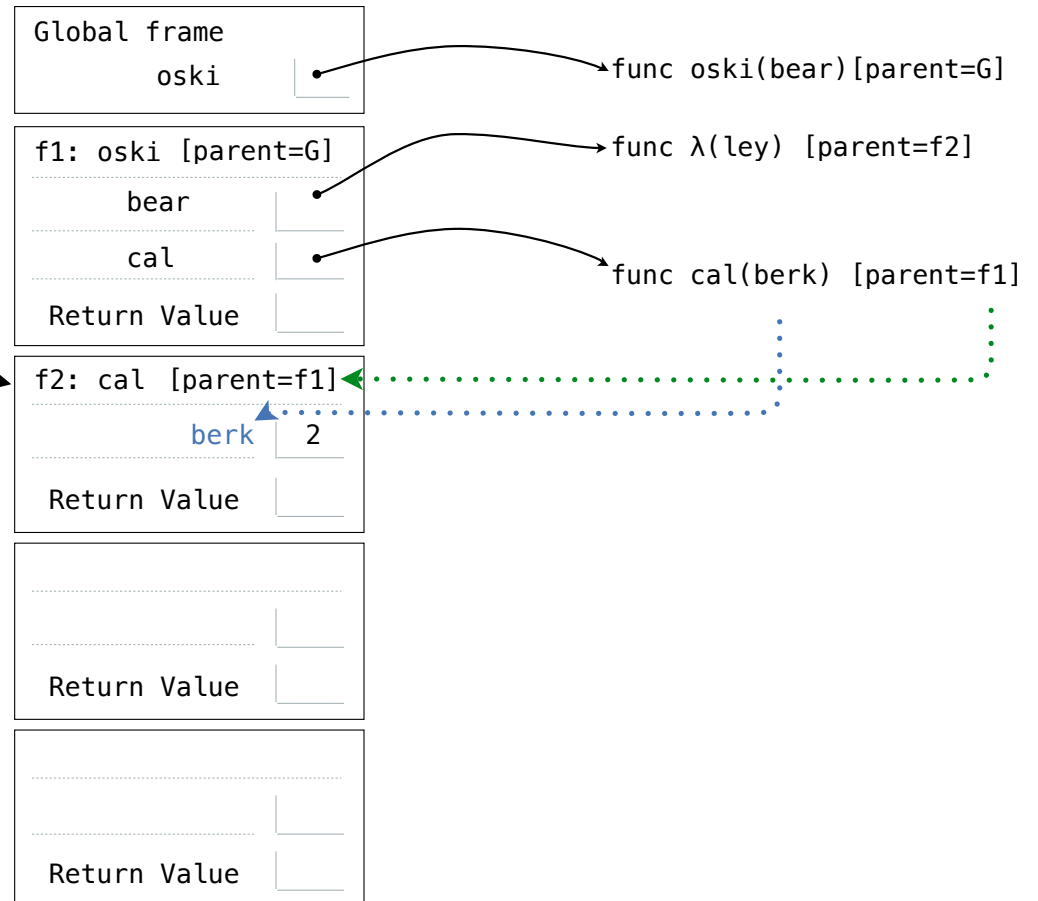 Global frame
oski
func oski(bear)[parent=G]
f1: oski [parent=G]
func λ(ley) [parent=f2]
bear
cal
func cal(berk) [parent=f1]
Return Value
f2: cal [parent=f1]
berk 2
Return Value
Return Value
Return Value